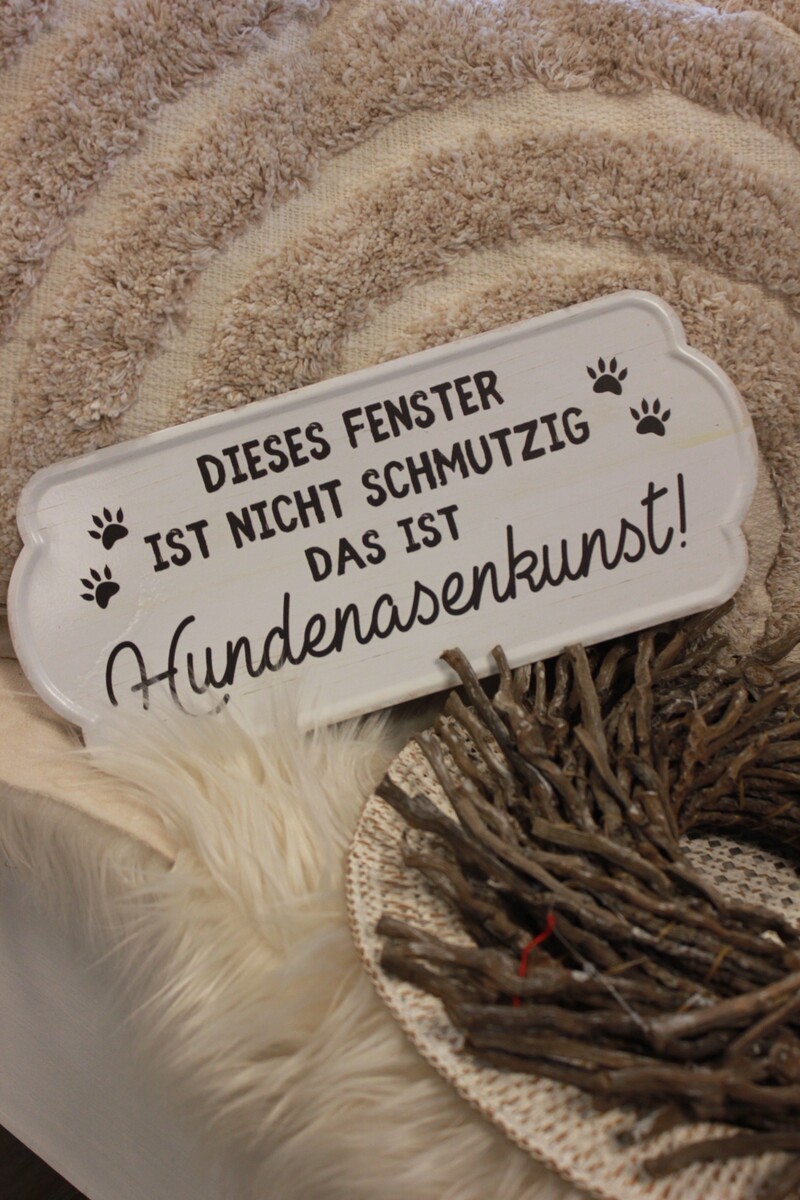 DIESES FENSTER
IST NICHT SCHMUTZIG
DAS IST
Hundenasenkunst!